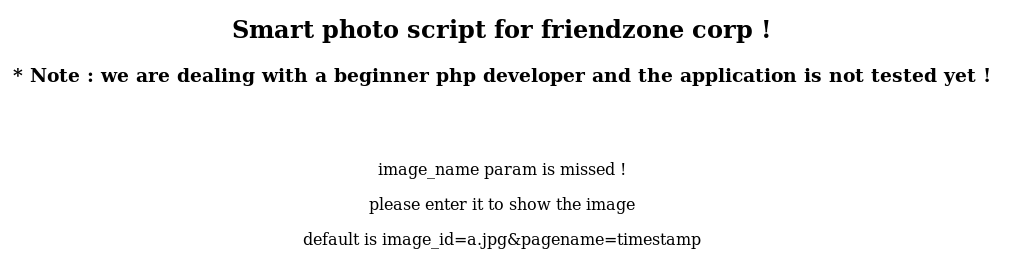 Smart photo script for friendzone corp !
* Note : we are dealing with a beginner php developer and the application is not tested yet !
image_name param is missed !
please enter it to show the image
default is image_id=a.jpg&pagename=timestamp